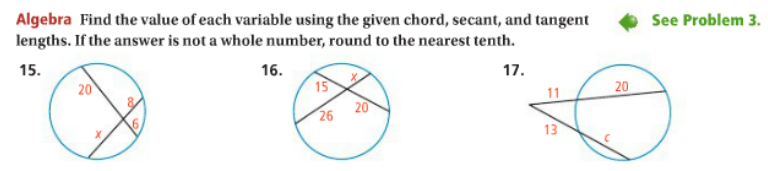 Algebra Find the value of each variable using the given chord, secant, and tangent
See Problem 3.
lengths. If the answer is not a whole number, round to the nearest tenth.
15.
20
8
6
x
16.
15
x
26
20
17.
11
20
13
c